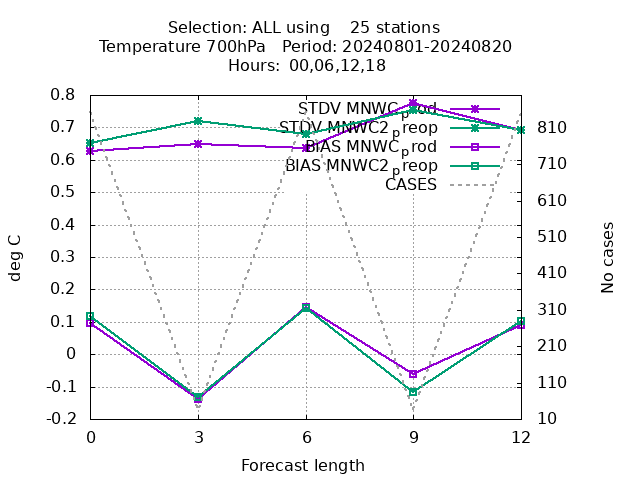 Selection: ALL using    25 stations
Temperature 700hPa   Period: 20240801-20240820
Hours: 00,06,12,18
STDV MNWC_prod
STDV MNWC2_preop
BIAS MNWC_prod
BIAS MNWC2_preop
CASES
0.8
0.7
0.6
0.5
0.4
0.3
0.2
0.1
0
-0.1
-0.2
deg C
810
710
610
510
410
310
210
110
10
No cases
0 3 6 9 12
Forecast length